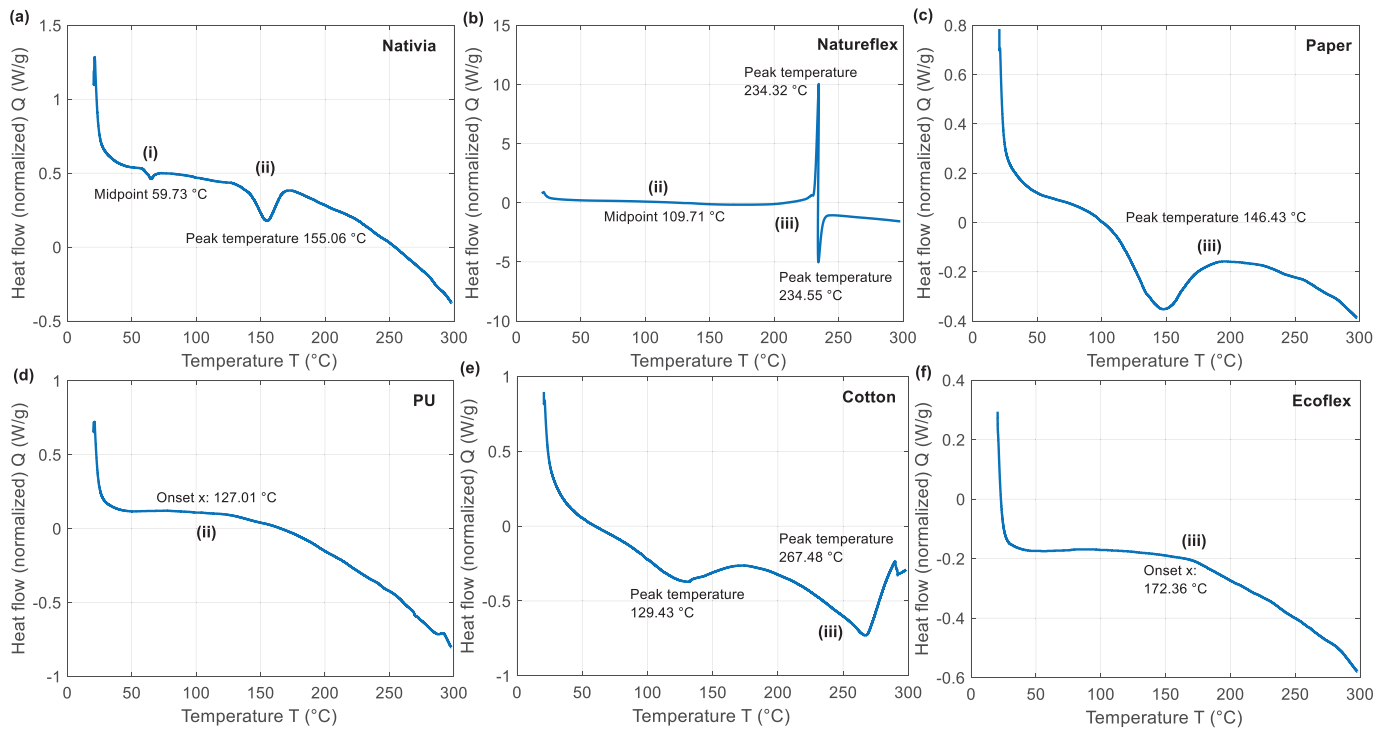 (a)
Nativia
Heat flow (normalized) Q (W/g)
1.5
1
0.5
0
-0.5
(i)
Midpoint 59.73 °C
(ii)
Peak temperature 155.06 °C
0 50 100 150 200 250 300
Temperature T (°C)
(b)
Natureflex
Heat flow (normalized) Q (W/g)
15
10
5
0
-5
-10
Peak temperature
234.32 °C
(ii)
Midpoint 109.71 °C
(iii)
Peak temperature
234.55 °C
0 50 100 150 200 250 300
Temperature T (°C)
(c)
Paper
Heat flow (normalized) Q (W/g)
0.8
0.6
0.4
0.2
0
-0.2
-0.4
Peak temperature 146.43 °C
(iii)
0 50 100 150 200 250 300
Temperature T (°C)
(d)
PU
Heat flow (normalized) Q (W/g)
1
0.5
0
-0.5
-1
Onset x: 127.01 °C
(ii)
0 50 100 150 200 250 300
Temperature T (°C)
(e)
Cotton
Heat flow (normalized) Q (W/g)
1
0.5
0
-0.5
-1
Peak temperature
267.48 °C
Peak temperature
129.43 °C
(iii)
0 50 100 150 200 250 300
Temperature T (°C)
(f)
Ecoflex
Heat flow (normalized) Q (W/g)
0.4
0.2
0
-0.2
-0.4
-0.6
(iii)
Onset x:
172.36 °C
0 50 100 150 200 250 300
Temperature T (°C)